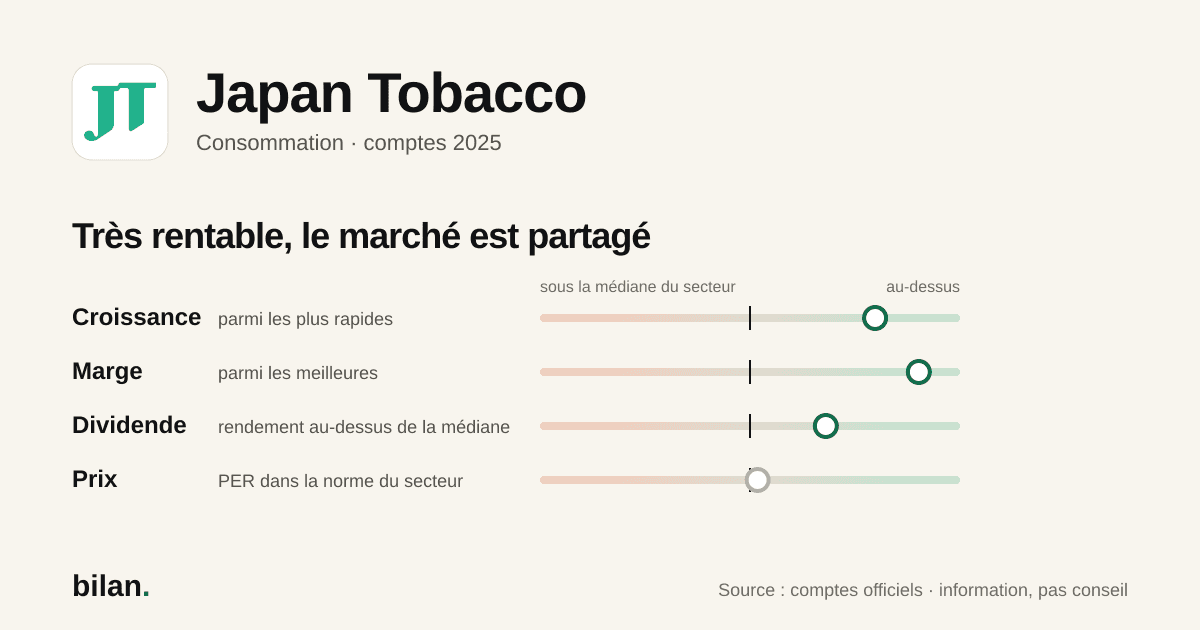 JT
Japan Tobacco
Consommation · comptes 2025
Très rentable, le marché est partagé
sous la médiane du secteur au-dessus
Croissance parmi les plus rapides
Marge parmi les meilleures
Dividende rendement au-dessus de la médiane
Prix PER dans la norme du secteur
bilan.
Source : comptes officiels · information, pas conseil